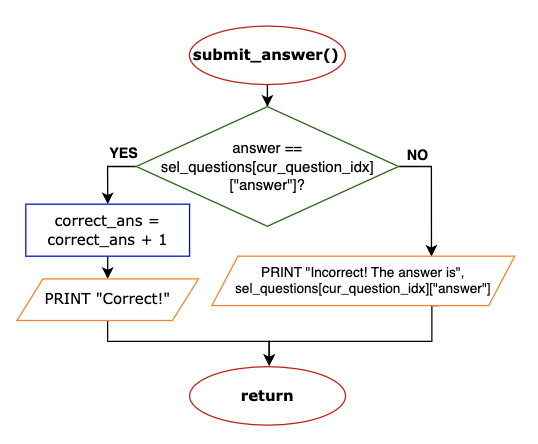 submit_answer()
answer ==
sel_questions[cur_question_idx]
["answer"]?
YES
NO
correct_ans =
correct_ans + 1
PRINT "Correct!"
PRINT "Incorrect! The answer is",
sel_questions[cur_question_idx]["answer"]
return